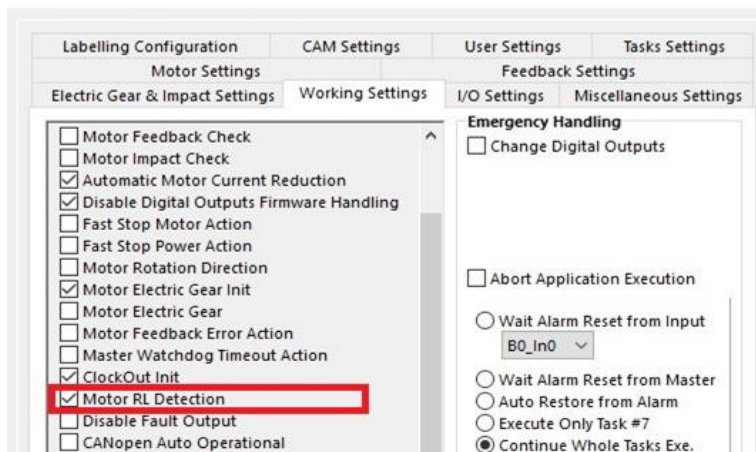 Labelling Configuration
CAM Settings
User Settings
Tasks Settings
Motor Settings
Feedback Settings
Electric Gear & Impact Settings
Working Settings
I/O Settings
Miscellaneous Settings
Motor Feedback Check
Motor Impact Check
Automatic Motor Current Reduction
Disable Digital Outputs Firmware Handling
Fast Stop Motor Action
Fast Stop Power Action
Motor Rotation Direction
Motor Electric Gear Init
Motor Electric Gear
Motor Feedback Error Action
Master Watchdog Timeout Action
ClockOut Init
Motor RL Detection
Disable Fault Output
CANopen Auto Operational
Emergency Handling
Change Digital Outputs
Abort Application Execution
Wait Alarm Reset from Input
B0_In0
Wait Alarm Reset from Master
Auto Restore from Alarm
Execute Only Task #7
Continue Whole Tasks Exe.